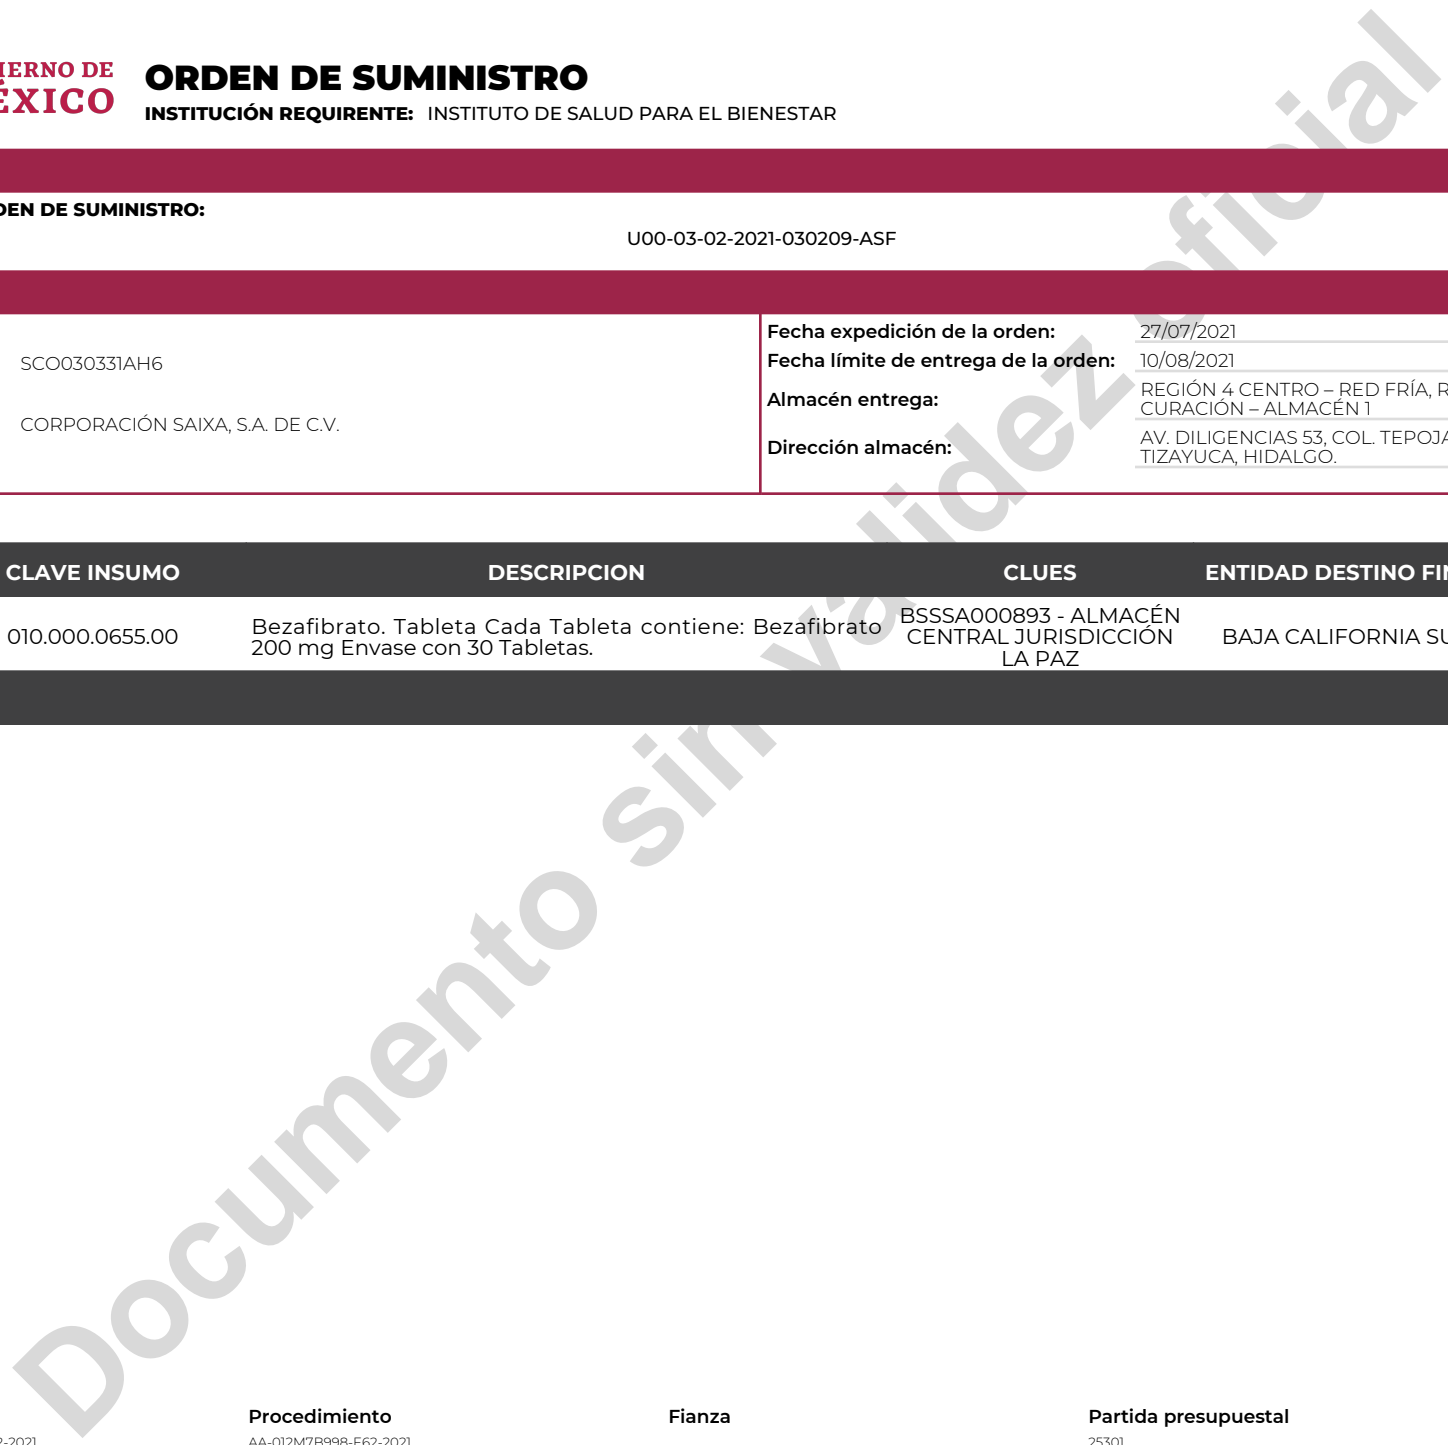 ORDEN DE SUMINISTRO
INSTITUCIÓN REQUIRENTE: INSTITUTO DE SALUD PARA EL BIENESTAR
IERNO DE
ÉXICO
DEN DE SUMINISTRO:
U00-03-02-2021-030209-ASF
SCO030331AH6
CORPORACIÓN SAIXA, S.A. DE C.V.
Fecha expedición de la orden: 27/07/2021
Fecha límite de entrega de la orden: 10/08/2021
Almacén entrega: REGIÓN 4 CENTRO – RED FRÍA, R
CURACIÓN – ALMACÉN 1
Dirección almacén: AV. DILIGENCIAS 53, COL. TEPOJA
TIZAYUCA, HIDALGO.
CLAVE INSUMO DESCRIPCION CLUES ENTIDAD DESTINO FIN
010.000.0655.00
Bezafibrato. Tableta Cada Tableta contiene: Bezafibrato
200 mg Envase con 30 Tabletas.
BSSSA000893 - ALMACÉN
CENTRAL JURISDICCIÓN
LA PAZ
BAJA CALIFORNIA SU
Documento sin validez oficial
Procedimiento Fianza Partida presupuestal
2-2021 AA-012M7B998-E62-2021 25301